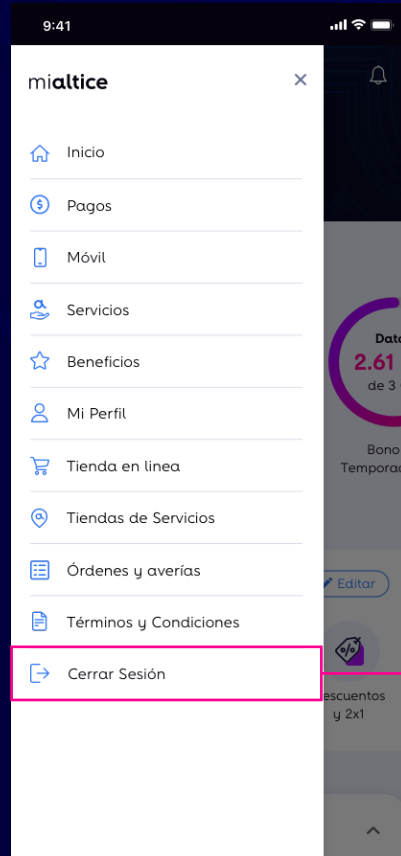 9:41
mialtice
Inicio
Pagos
Móvil
Servicios
Beneficios
Mi Perfil
Tienda en linea
Tiendas de Servicios
Órdenes y averías
Términos y Condiciones
Cerrar Sesión
2.61
de 3
Bono
Editar
y 2x1